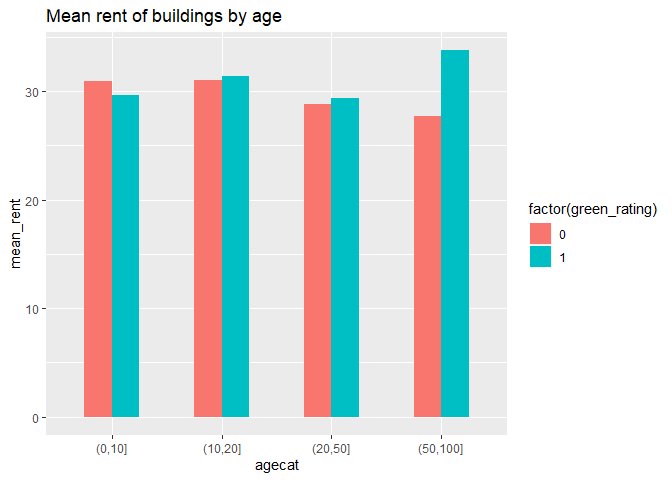 Mean rent of buildings by age
mean_rent
30
20
10
0
(0,10]
(10,20]
(20,50]
(50,100]
agecat
factor(green_rating)
0
1